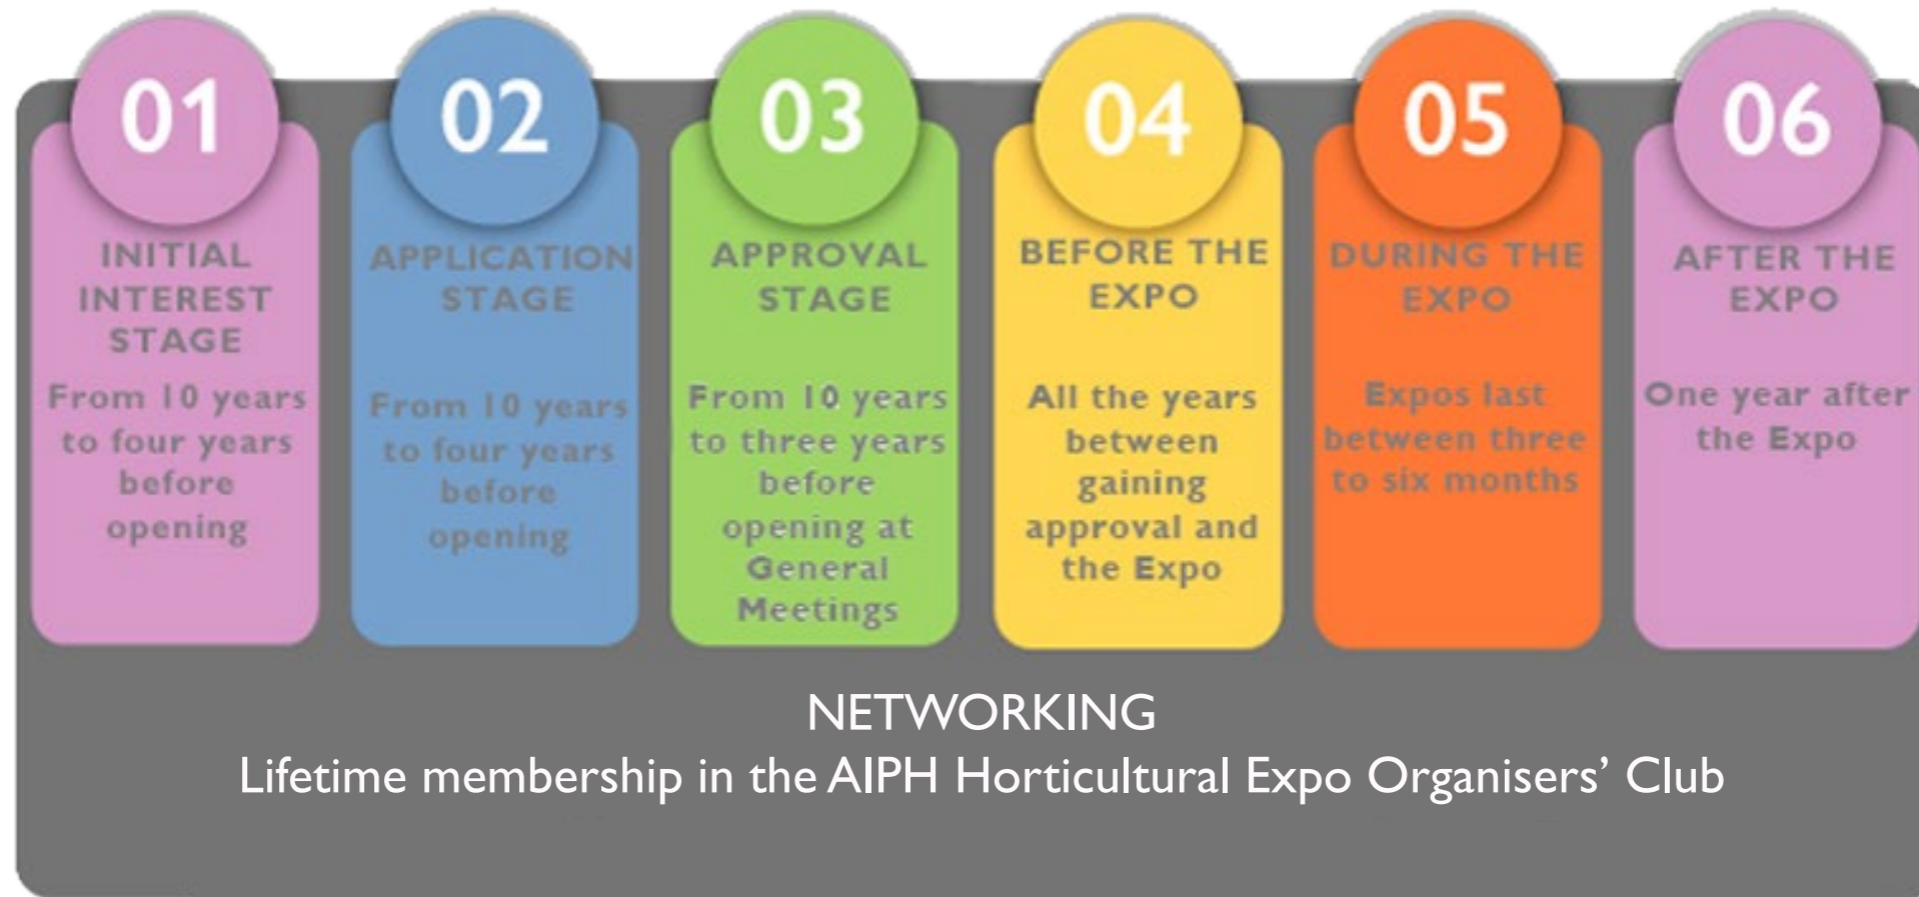 01
INITIAL
INTEREST
STAGE
From 10 years
to four years
before
opening
02
APPLICATION
STAGE
From 10 years
to four years
before
opening
03
APPROVAL
STAGE
From 10 years
to three years
before
opening at
General
Meetings
04
BEFORE THE
EXPO
All the years
between
gaining
approval and
the Expo
05
DURING THE
EXPO
Expos last
between three
to six months
06
AFTER THE
EXPO
One year after
the Expo
NETWORKING
Lifetime membership in the AIPH Horticultural Expo Organisers’ Club